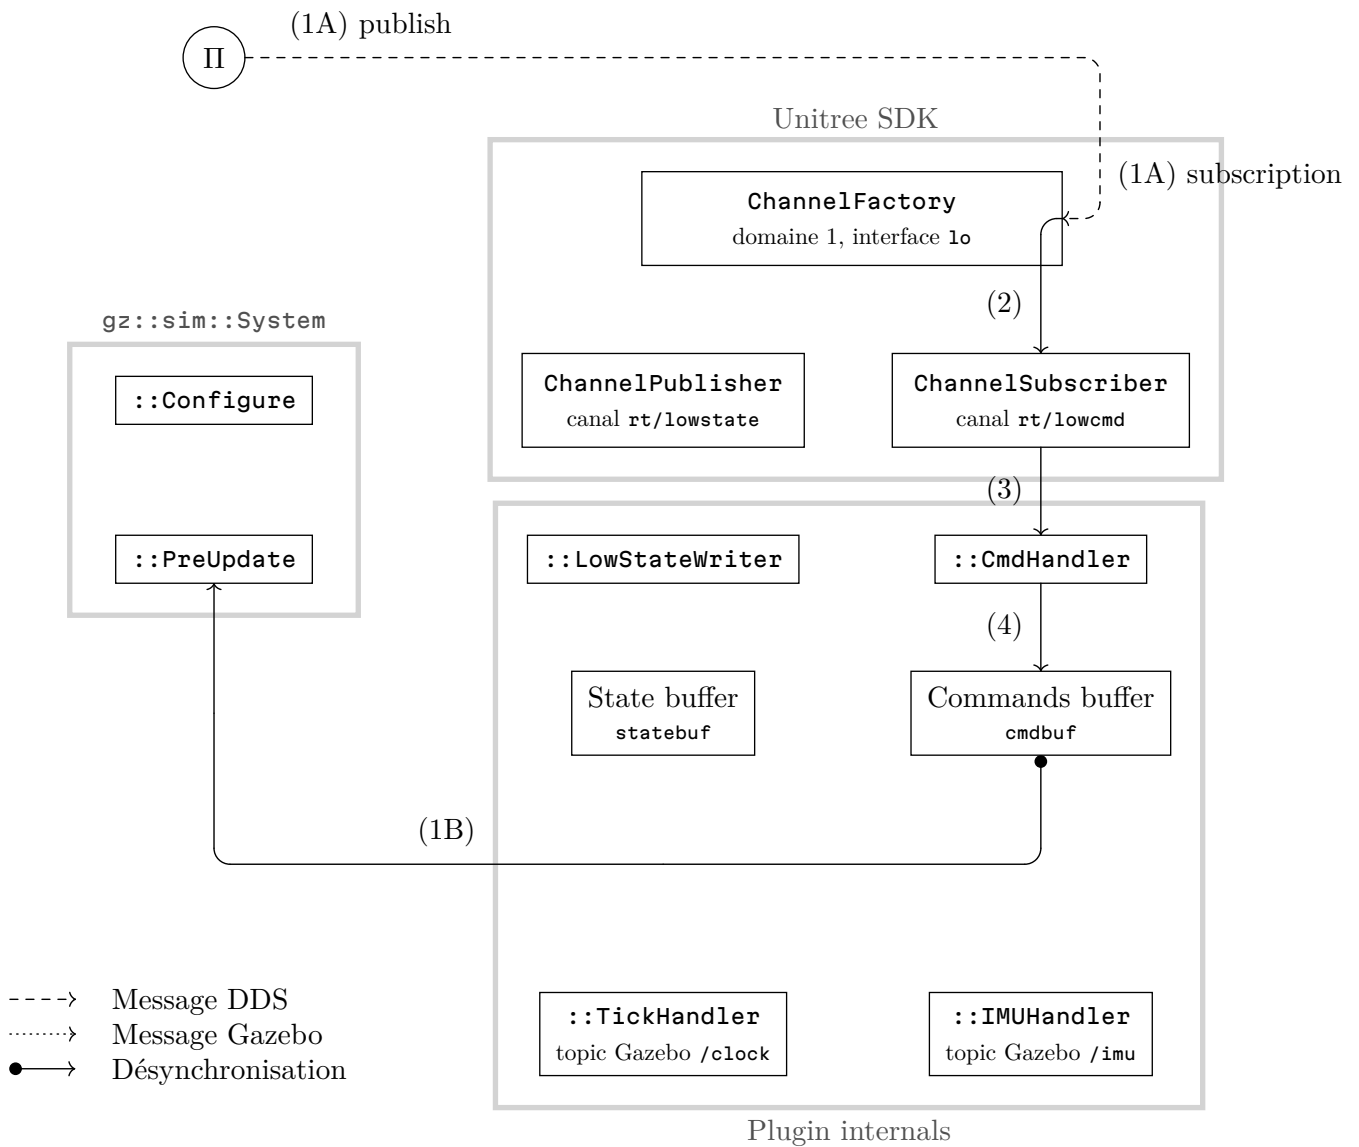 (1A) publish
Π
Unitree SDK
(1A) subscription
ChannelFactory
domaine 1, interface lo
(2)
gz::sim::System
::Configure
ChannelPublisher
canal rt/lowstate
ChannelSubscriber
canal rt/lowcmd
(3)
::PreUpdate
::LowStateWriter
::CmdHandler
(4)
State buffer
statebuf
Commands buffer
cmdbuf
(1B)
Message DDS
Message Gazebo
Désynchronisation
::TickHandler
topic Gazebo /clock
::IMUHandler
topic Gazebo /imu
Plugin internals